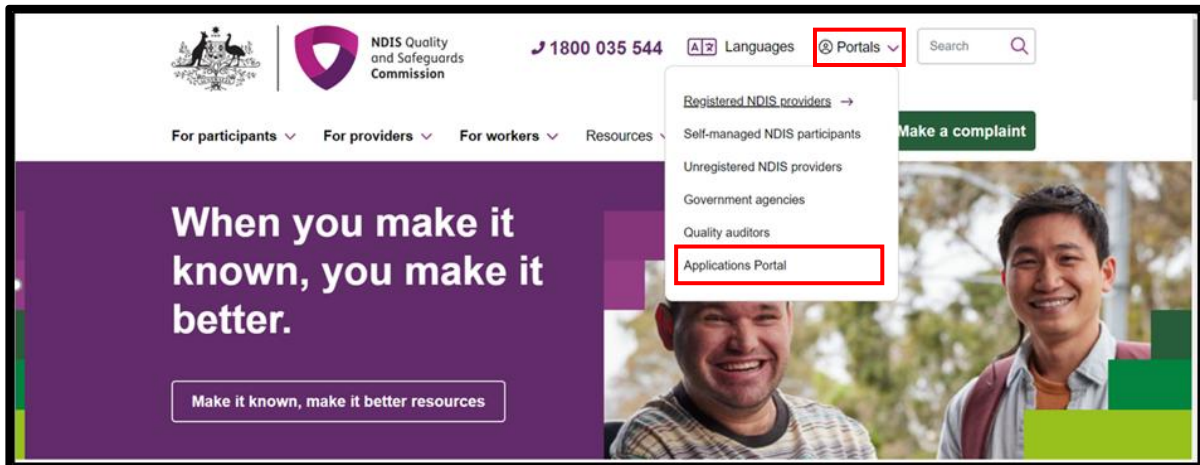 NDIS Quality
and Safeguards
Commission
1800 035 544
Languages
Portals
Search
For participants
For providers
For workers
Resources
Make a complaint
Registered NDIS providers →
Self-managed NDIS participants
Unregistered NDIS providers
Government agencies
Quality auditors
Applications Portal
When you make it
known, you make it
better.
Make it known, make it better resources